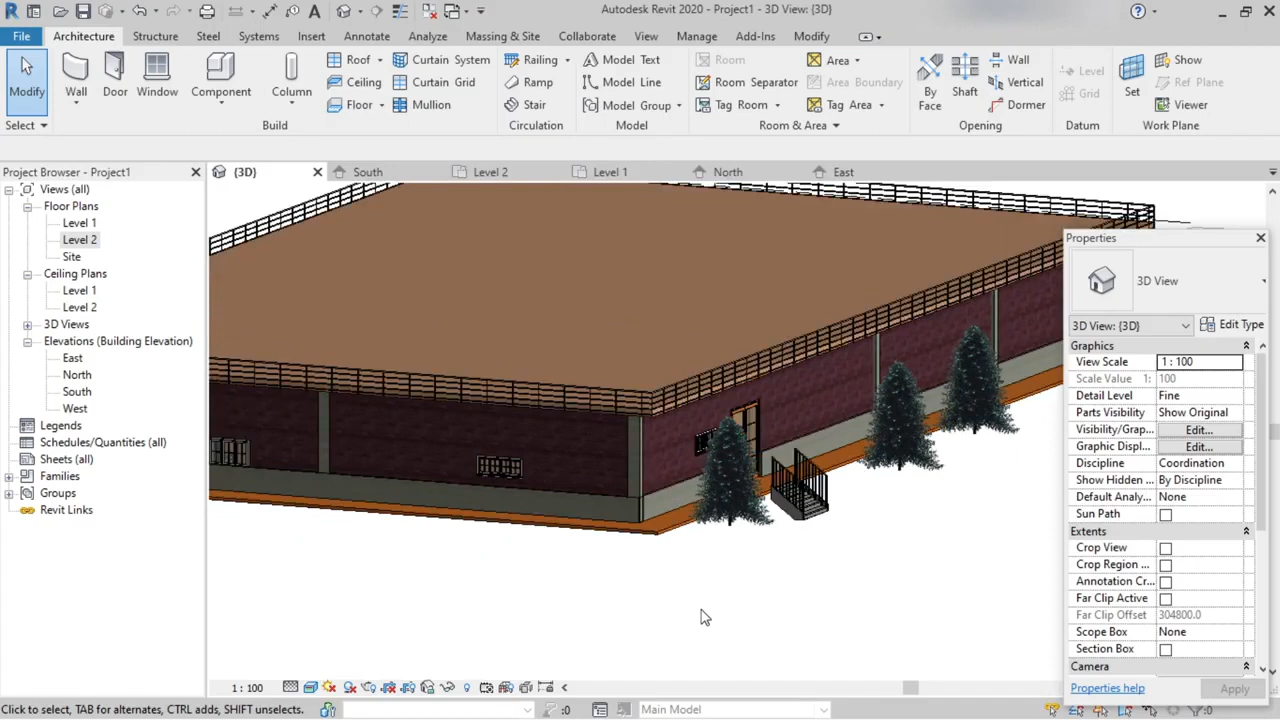 Autodesk Revit 2020 - Project1 - 3D View: {3D}
File Architecture Structure Steel Systems Insert Annotate Analyze Massing & Site Collaborate View Manage Add-Ins Modify
Modify
Wall
Door
Window
Component
Column
Roof
Ceiling
Floor
Curtain System
Curtain Grid
Mullion
Railing
Ramp
Stair
Model Text
Model Line
Model Group
Room
Room Separator
Tag Room
Area
Area Boundary
Tag Area
By
Face
Shaft
Wall
Vertical
Dormer
Level
Grid
Set
Show
Ref Plane
Viewer
Select Build Circulation Model Room & Area Opening Datum Work Plane
Project Browser - Project1
{3D} South Level 2 Level 1 North East
Views (all)
Floor Plans
Level 1
Level 2
Site
Ceiling Plans
Level 1
Level 2
3D Views
Elevations (Building Elevation)
East
North
South
West
Legends
Schedules/Quantities (all)
Sheets (all)
Families
Groups
Revit Links
Properties
3D View
3D View: {3D} Edit Type
Graphics
View Scale 1 : 100
Scale Value 1: 100
Detail Level Fine
Parts Visibility Show Original
Visibility/Grap... Edit...
Graphic Displ... Edit...
Discipline Coordination
Show Hidden ... By Discipline
Default Analy... None
Sun Path
Extents
Crop View
Crop Region ...
Annotation Cr...
Far Clip Active
Far Clip Offset 304800.0
Scope Box None
Section Box
Camera
Properties help Apply
1 : 100
Click to select, TAB for alternates, CTRL adds, SHIFT unselects.
:0
Main Model
:0